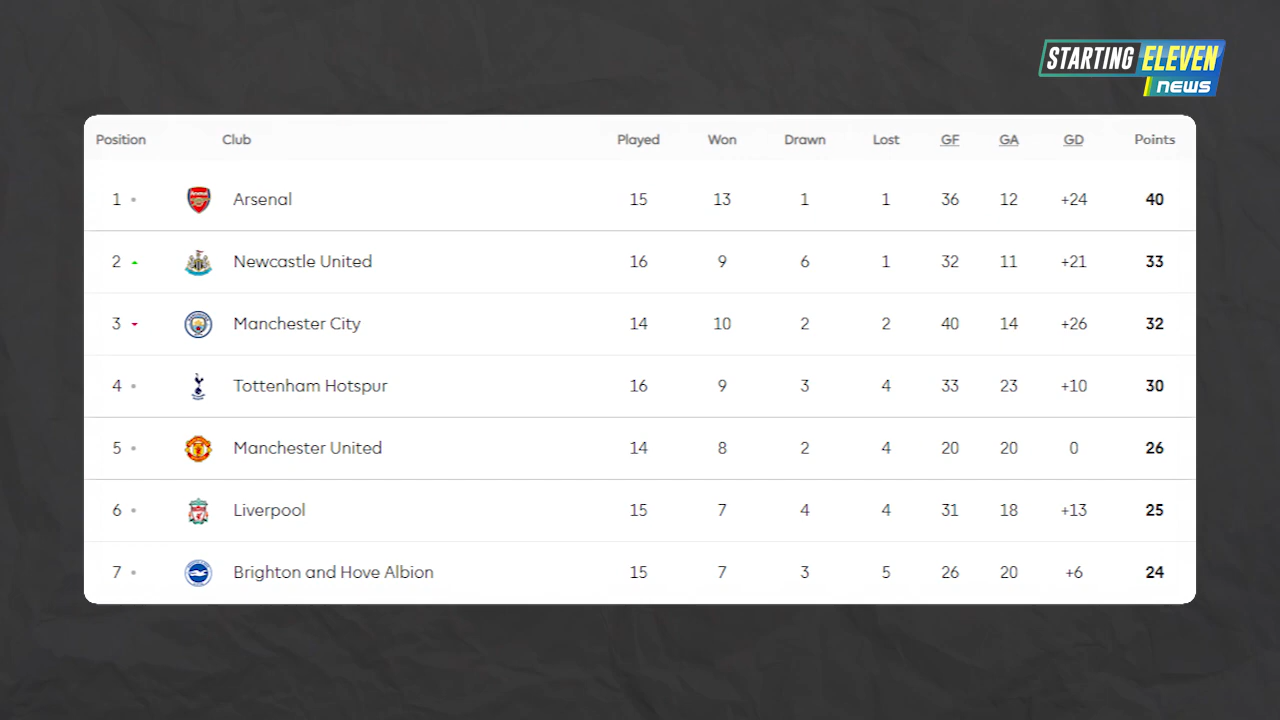 STARTING ELEVEN
news
Position Club Played Won Drawn Lost GF GA GD Points
1 Arsenal 15 13 1 1 36 12 +24 40
2 Newcastle United 16 9 6 1 32 11 +21 33
3 Manchester City 14 10 2 2 40 14 +26 32
4 Tottenham Hotspur 16 9 3 4 33 23 +10 30
5 Manchester United 14 8 2 4 20 20 0 26
6 Liverpool 15 7 4 4 31 18 +13 25
7 Brighton and Hove Albion 15 7 3 5 26 20 +6 24